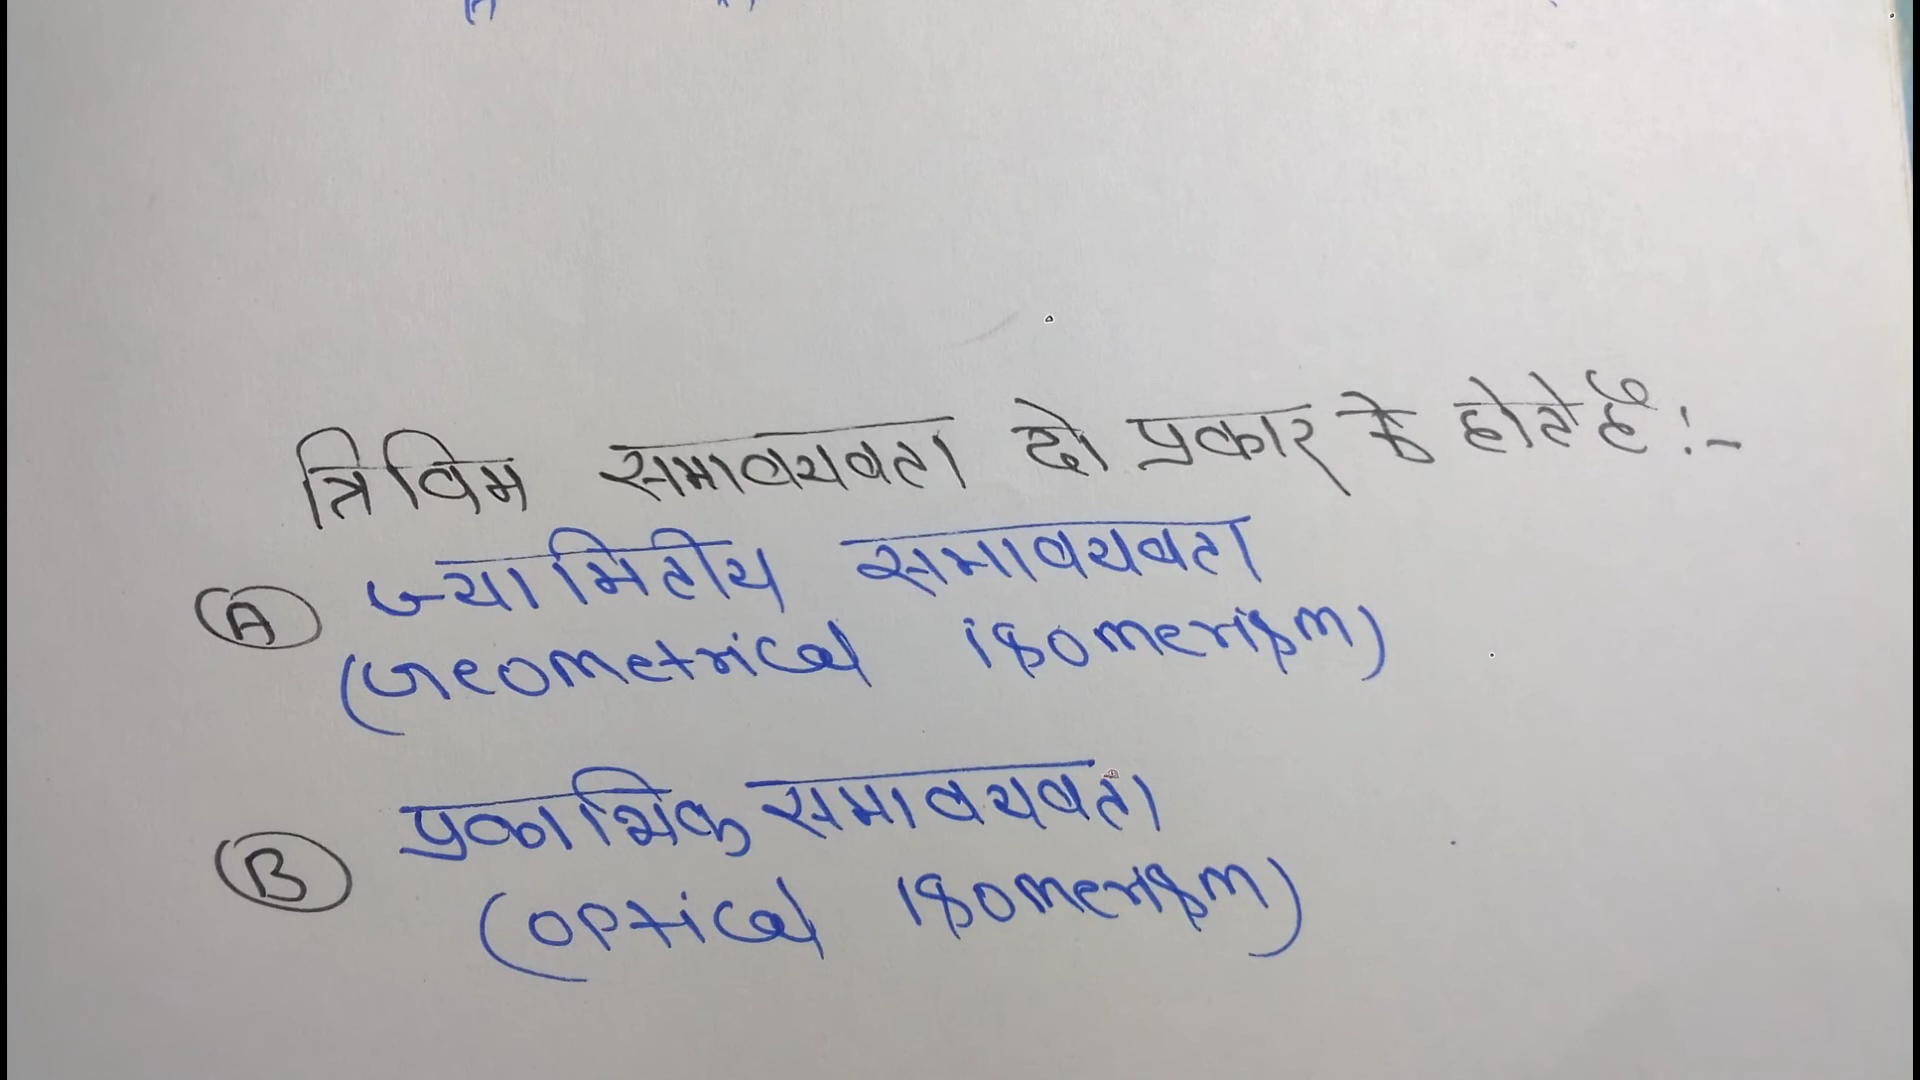 त्रिविम समावयवता दो प्रकार के होते है :-
Ⓐ ज्यामितीय समावयवता
(Geometrical isomerism)
Ⓑ प्रकाशिक समावयवता
(optical isomerism)